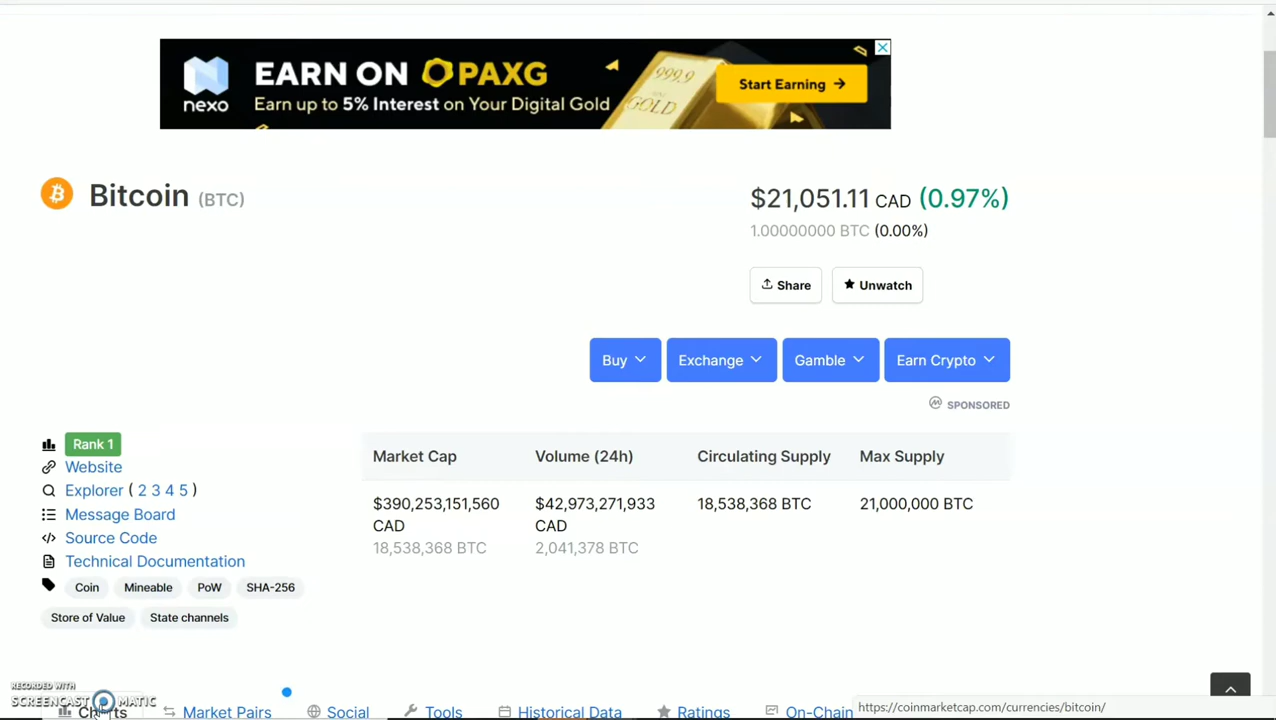 nexo
EARN ON PAXG
Earn up to 5% Interest on Your Digital Gold
999.9
GOLD
Start Earning →
Bitcoin (BTC)
$21,051.11 CAD (0.97%)
1.00000000 BTC (0.00%)
Share
Unwatch
Buy
Exchange
Gamble
Earn Crypto
SPONSORED
Rank 1
Website
Explorer ( 2 3 4 5 )
Message Board
Source Code
Technical Documentation
Coin Mineable PoW SHA-256
Store of Value State channels
Market Cap Volume (24h) Circulating Supply Max Supply
$390,253,151,560 $42,973,271,933 18,538,368 BTC 21,000,000 BTC
CAD CAD
18,538,368 BTC 2,041,378 BTC
RECORDED WITH
SCREENCAST MATIC
Charts Market Pairs Social Tools Historical Data Ratings On-Chain
https://coinmarketcap.com/currencies/bitcoin/